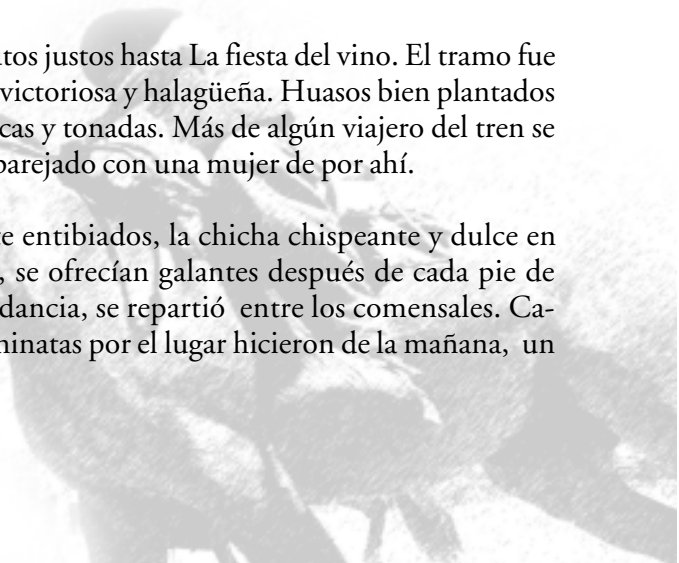 tos justos hasta La fiesta del vino. El tramo fue
victoriosa y halagüeña. Huasos bien plantados
cas y tonadas. Más de algún viajero del tren se
parejado con una mujer de por ahí.
e entibiados, la chicha chispeante y dulce en
, se ofrecían galantes después de cada pie de
dancia, se repartió entre los comensales. Ca-
minatas por el lugar hicieron de la mañana, un